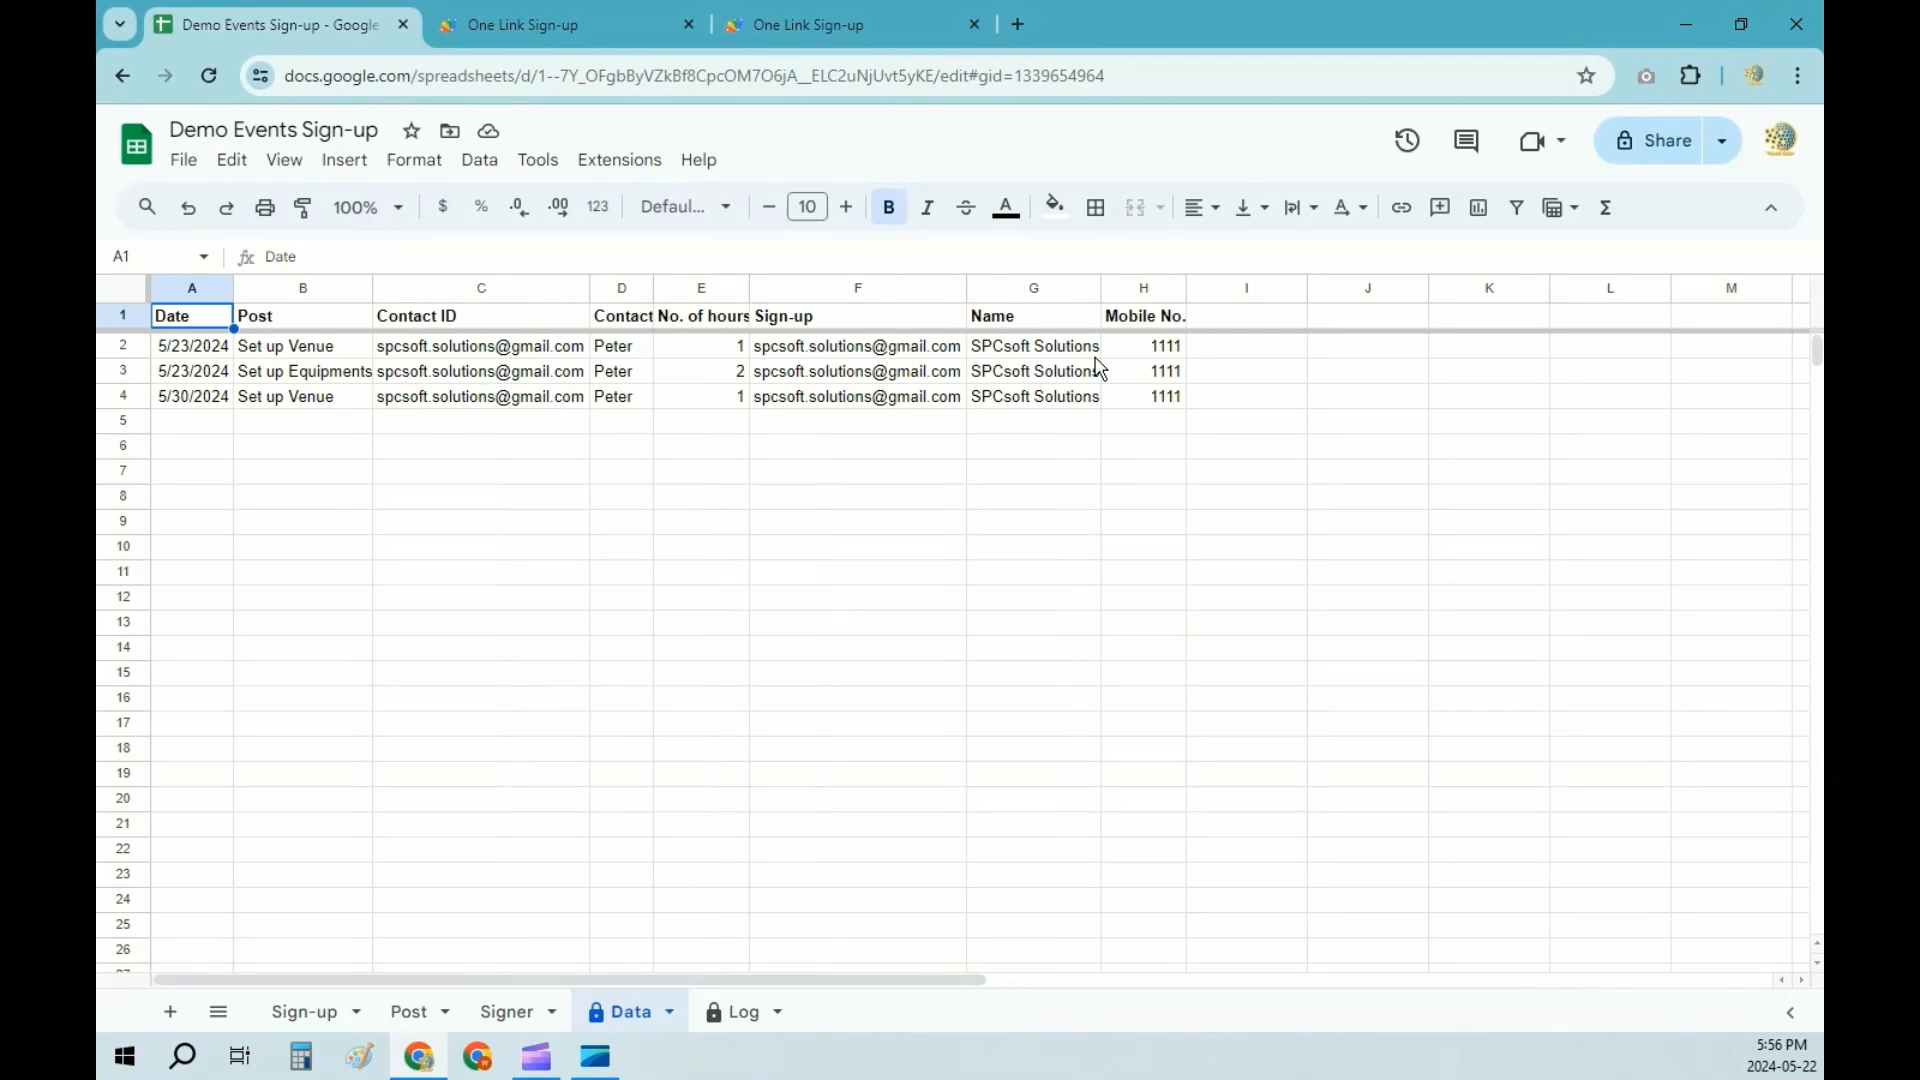 Demo Events Sign-up - Google
One Link Sign-up
One Link Sign-up
docs.google.com/spreadsheets/d/1--7Y_OFgbByVZkBf8CpcOM7O6jA__ELC2uNjUvt5yKE/edit#gid=1339654964
Demo Events Sign-up
Share
File Edit View Insert Format Data Tools Extensions Help
100% $ % .0 .00 123 Defaul... 10 B I A Σ
A1 fx Date
A B C D E F G H I J K L M
1 Date Post Contact ID Contact No. of hours Sign-up Name Mobile No.
2 5/23/2024 Set up Venue spcsoft.solutions@gmail.com Peter 1 spcsoft.solutions@gmail.com SPCsoft Solutions 1111
3 5/23/2024 Set up Equipments spcsoft.solutions@gmail.com Peter 2 spcsoft.solutions@gmail.com SPCsoft Solutions 1111
4 5/30/2024 Set up Venue spcsoft.solutions@gmail.com Peter 1 spcsoft.solutions@gmail.com SPCsoft Solutions 1111
5
6
7
8
9
10
11
12
13
14
15
16
17
18
19
20
21
22
23
24
25
26
Sign-up Post Signer Data Log
5:56 PM
2024-05-22